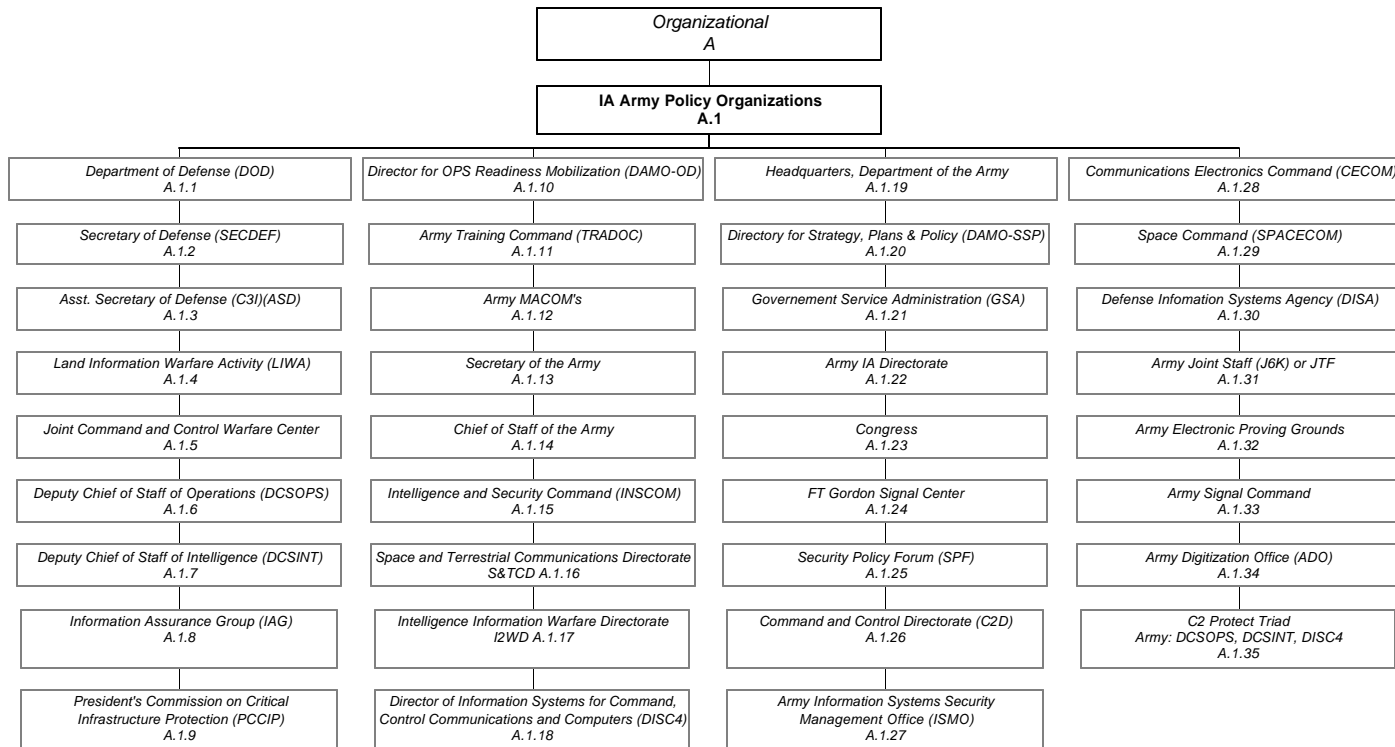 Organizational
A
IA Army Policy Organizations
A.1
Department of Defense (DOD)
A.1.1
Secretary of Defense (SECDEF)
A.1.2
Asst. Secretary of Defense (C3I)(ASD)
A.1.3
Land Information Warfare Activity (LIWA)
A.1.4
Joint Command and Control Warfare Center
A.1.5
Deputy Chief of Staff of Operations (DCSOPS)
A.1.6
Deputy Chief of Staff of Intelligence (DCSINT)
A.1.7
Information Assurance Group (IAG)
A.1.8
President's Commission on Critical
Infrastructure Protection (PCCIP)
A.1.9
Director for OPS Readiness Mobilization (DAMO-OD)
A.1.10
Army Training Command (TRADOC)
A.1.11
Army MACOM's
A.1.12
Secretary of the Army
A.1.13
Chief of Staff of the Army
A.1.14
Intelligence and Security Command (INSCOM)
A.1.15
Space and Terrestrial Communications Directorate
S&TCD A.1.16
Intelligence Information Warfare Directorate
I2WD A.1.17
Director of Information Systems for Command,
Control Communications and Computers (DISC4)
A.1.18
Headquarters, Department of the Army
A.1.19
Directory for Strategy, Plans & Policy (DAMO-SSP)
A.1.20
Governement Service Administration (GSA)
A.1.21
Army IA Directorate
A.1.22
Congress
A.1.23
FT Gordon Signal Center
A.1.24
Security Policy Forum (SPF)
A.1.25
Command and Control Directorate (C2D)
A.1.26
Army Information Systems Security
Management Office (ISMO)
A.1.27
Communications Electronics Command (CECOM)
A.1.28
Space Command (SPACECOM)
A.1.29
Defense Infomation Systems Agency (DISA)
A.1.30
Army Joint Staff (J6K) or JTF
A.1.31
Army Electronic Proving Grounds
A.1.32
Army Signal Command
A.1.33
Army Digitization Office (ADO)
A.1.34
C2 Protect Triad
Army: DCSOPS, DCSINT, DISC4
A.1.35